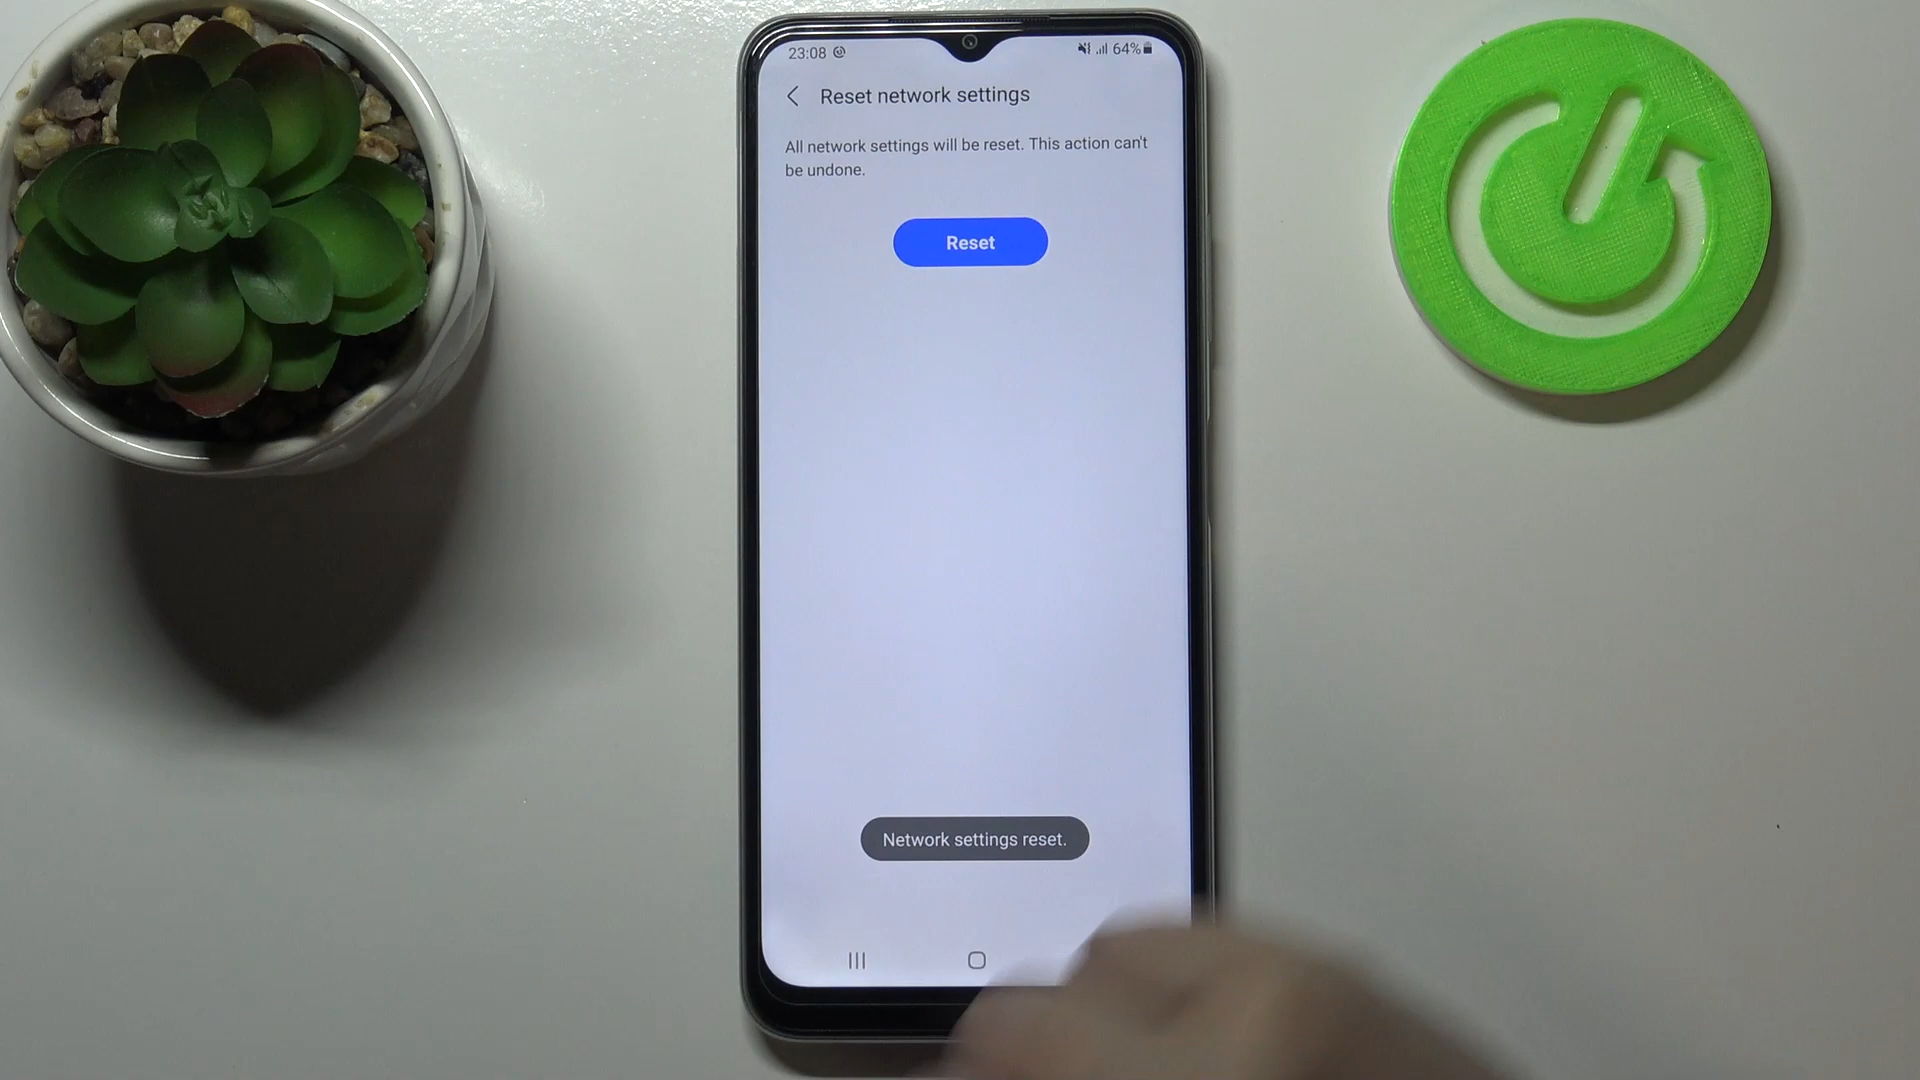 23:08 64%
Reset network settings
All network settings will be reset. This action can't
be undone.
Reset
Network settings reset.